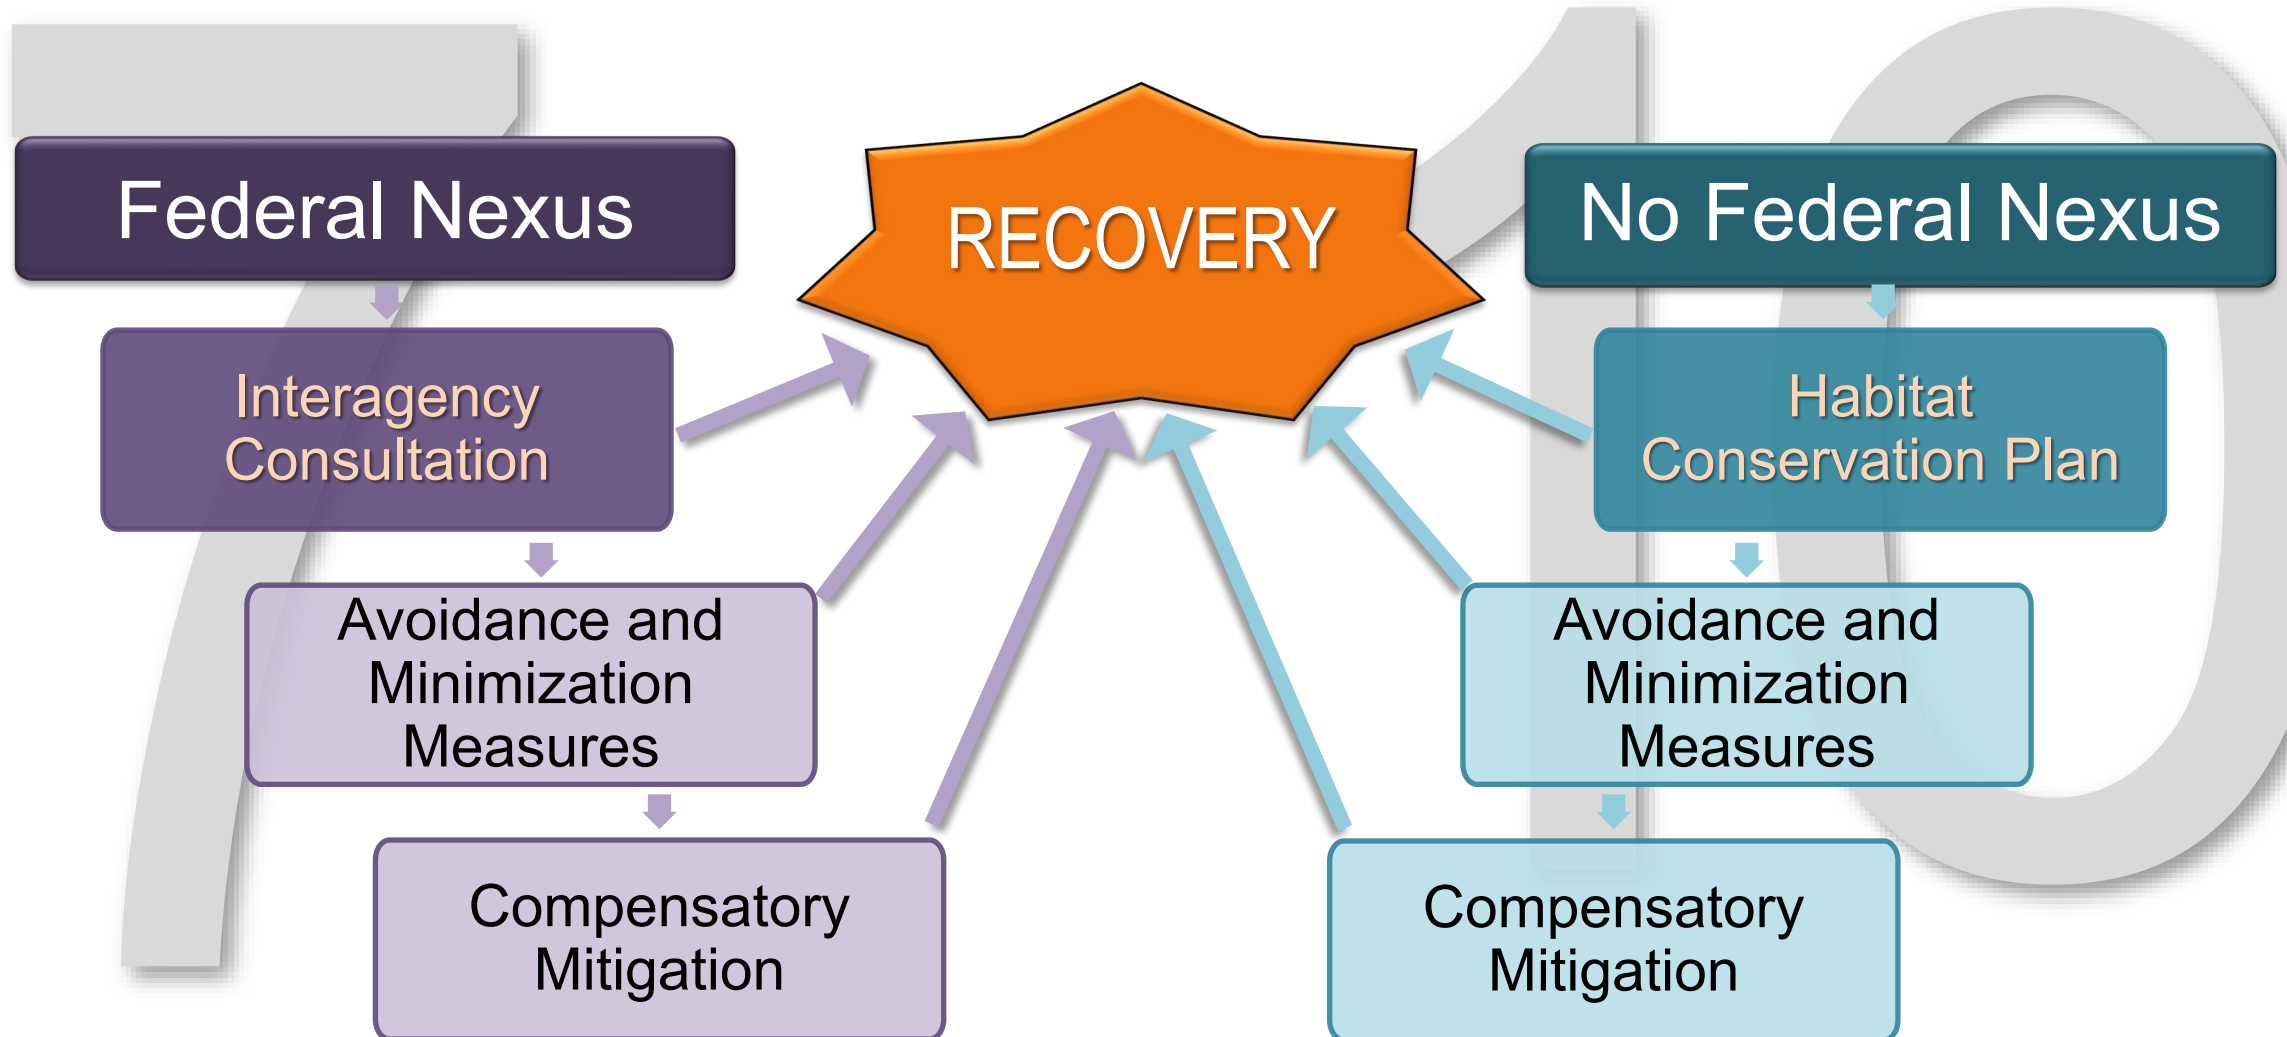 7
10
Federal Nexus
RECOVERY
No Federal Nexus
Interagency
Consultation
Habitat
Conservation Plan
Avoidance and
Minimization
Measures
Avoidance and
Minimization
Measures
Compensatory
Mitigation
Compensatory
Mitigation